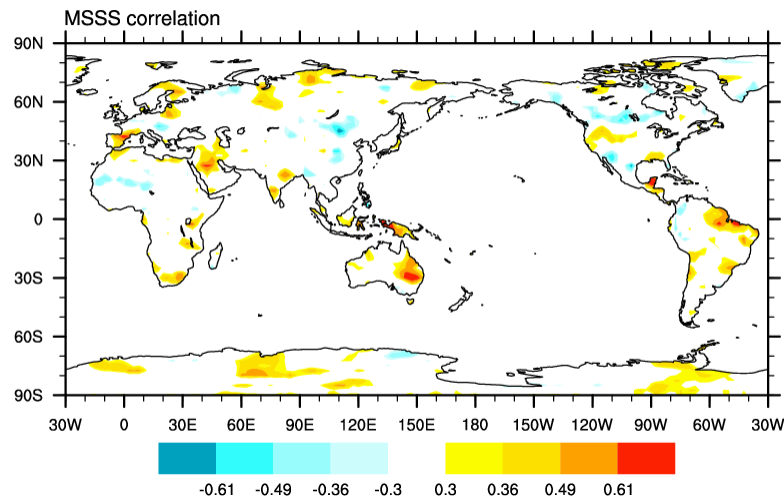 MSSS correlation
90N
60N
30N
0
30S
60S
90S
30W 0 30E 60E 90E 120E 150E 180 150W 120W 90W 60W 30W
-0.61 -0.49 -0.36 -0.3 0.3 0.36 0.49 0.61